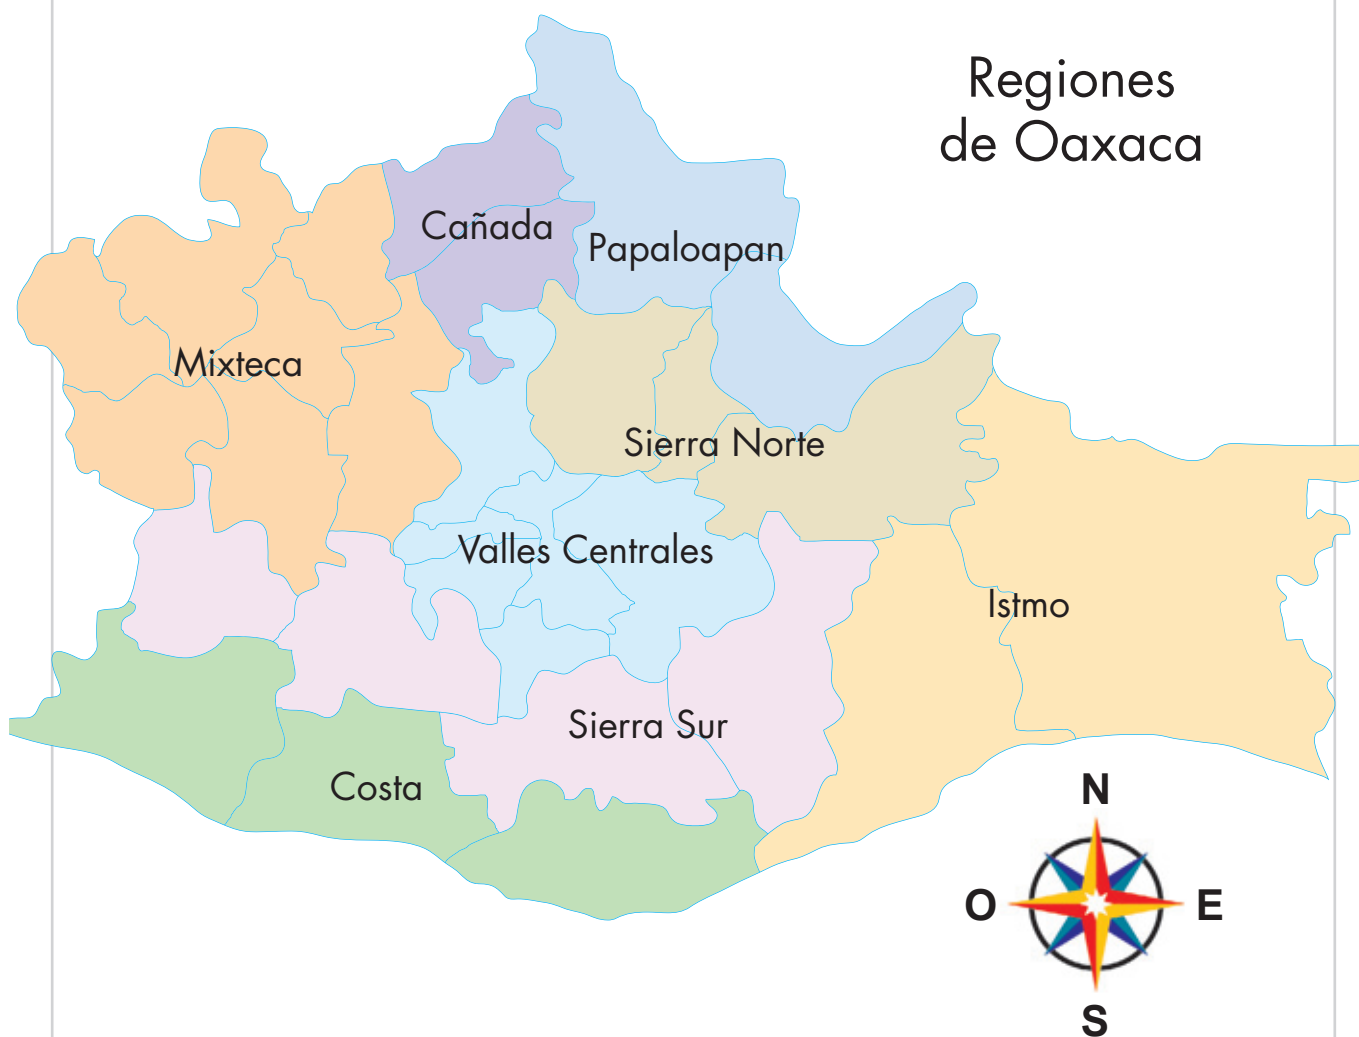 Regiones
de Oaxaca
Cañada
Papaloapan
Mixteca
Sierra Norte
Valles Centrales
Istmo
Sierra Sur
Costa
N
O
E
S